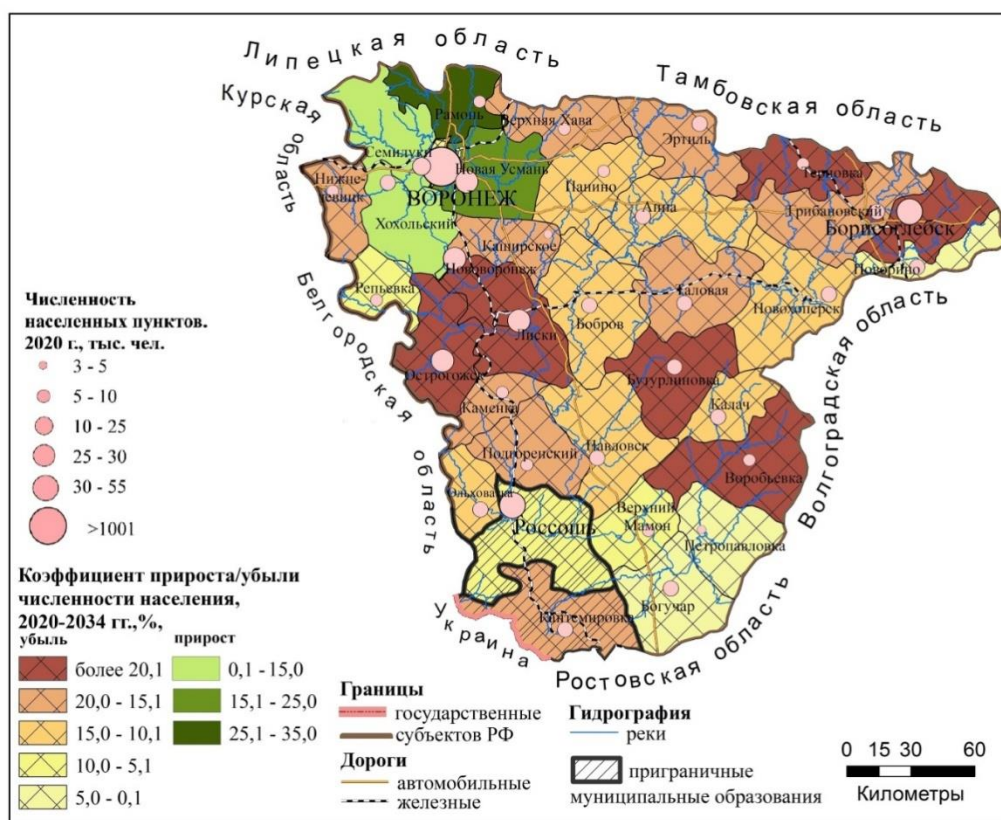 Липецкая область
Тамбовская область
Курская область
Рамонь
Верхняя Хава
Эртиль
Семилуки
Новая Усмань
Терновка
Нижне-
девицк
Панино
ВОРОНЕЖ
Анна
Грибановский
Хохольский
Борисоглебск
Каширское
Нововоронеж
Поворино
Репьевка
Таловая
Новохоперск
Бобров
Лиски
Белгородская область
Волгоградская область
Острогожск
Бутурлиновка
Каменка
Калач
Подгоренский
Павловск
Воробьевка
Ольховатка
Россошь
Верхний
Мамон
Петропавловка
Богучар
Кантемировка
Украина
Ростовская область
Численность
населенных пунктов.
2020 г., тыс. чел.
3 - 5
5 - 10
10 - 25
25 - 30
30 - 55
>1001
Коэффициент прироста/убыли
численности населения,
2020-2034 гг.,%,
убыль прирост
более 20,1 0,1 - 15,0
20,0 - 15,1 15,1 - 25,0
15,0 - 10,1 25,1 - 35,0
10,0 - 5,1
5,0 - 0,1
Границы
государственные
субъектов РФ
Дороги
автомобильные
железные
Гидрография
реки
приграничные
муниципальные образования
0 15 30 60
Километры